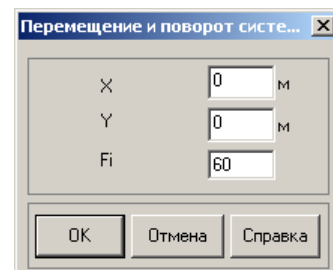 Перемещение и поворот систе...
X 0 м
Y 0 м
Fi 60
OK Отмена Справка